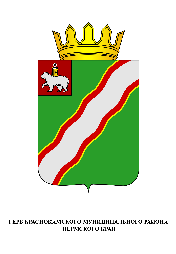 ГЕРБ КРАСНОКАМСКОГО МУНИЦИПАЛЬНОГО РАЙОНА
ПЕРМСКОГО КРАЯ